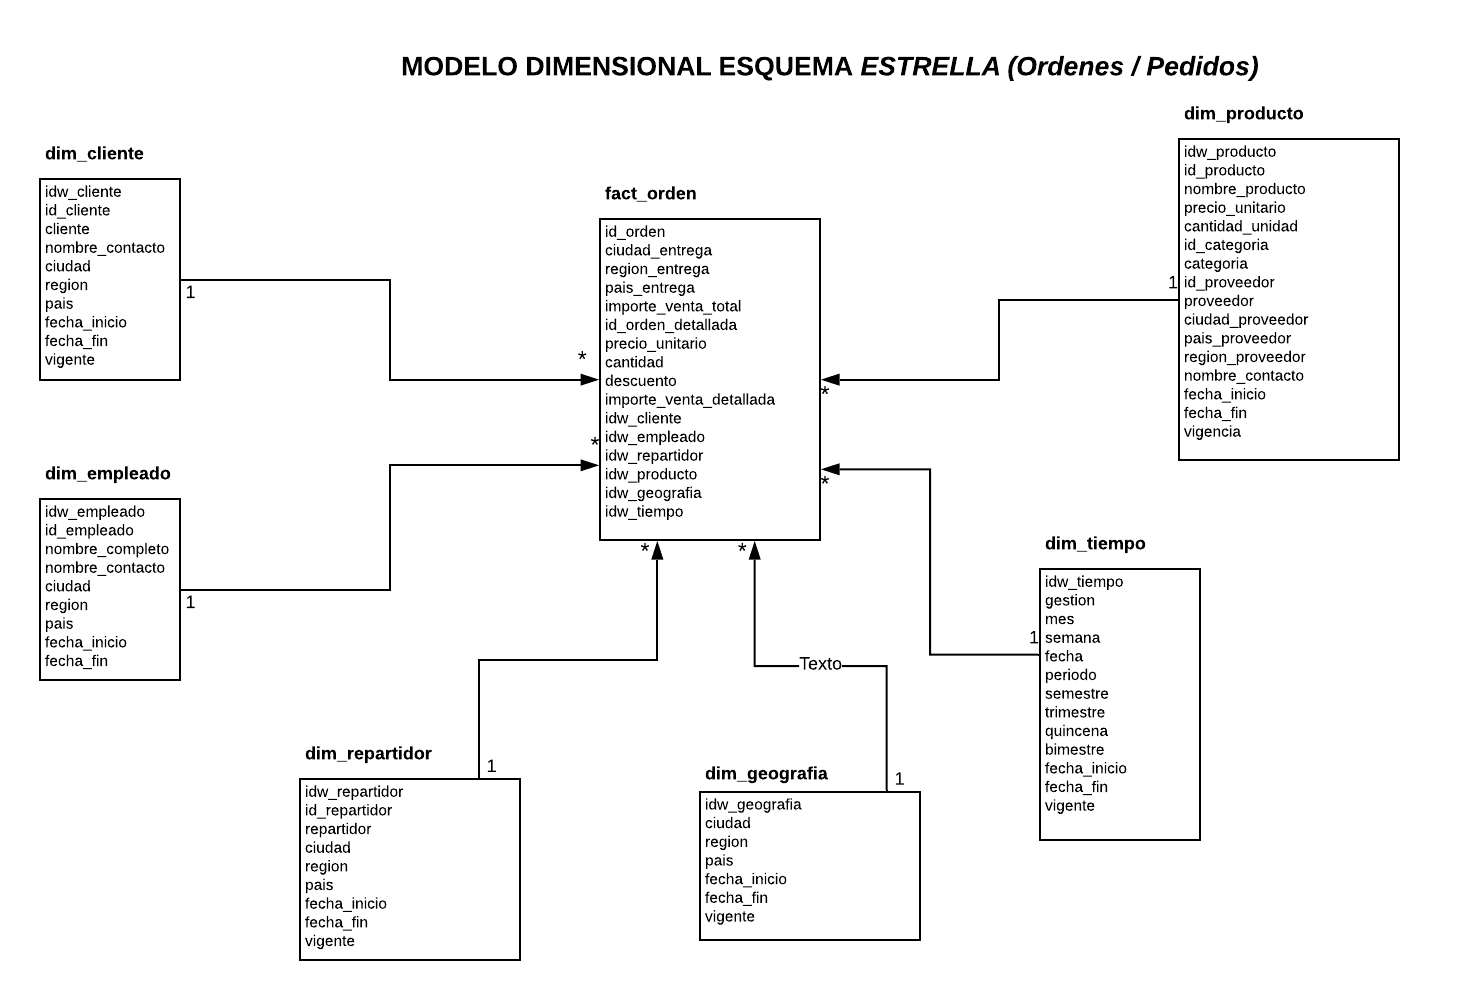 MODELO DIMENSIONAL ESQUEMA ESTRELLA (Ordenes / Pedidos)
dim_cliente
idw_cliente
id_cliente
cliente
nombre_contacto
ciudad
region
pais
fecha_inicio
fecha_fin
vigente
1
*
fact_orden
id_orden
ciudad_entrega
region_entrega
pais_entrega
importe_venta_total
id_orden_detallada
precio_unitario
cantidad
descuento
importe_venta_detallada
idw_cliente
idw_empleado
idw_repartidor
idw_producto
idw_geografia
idw_tiempo
dim_producto
idw_producto
id_producto
nombre_producto
precio_unitario
cantidad_unidad
id_categoria
categoria
id_proveedor
proveedor
ciudad_proveedor
pais_proveedor
region_proveedor
nombre_contacto
fecha_inicio
fecha_fin
vigencia
1
*
dim_empleado
idw_empleado
id_empleado
nombre_completo
nombre_contacto
ciudad
region
pais
fecha_inicio
fecha_fin
1
*
dim_tiempo
idw_tiempo
gestion
mes
semana
fecha
periodo
semestre
trimestre
quincena
bimestre
fecha_inicio
fecha_fin
vigente
1
*
dim_repartidor
idw_repartidor
id_repartidor
repartidor
ciudad
region
pais
fecha_inicio
fecha_fin
vigente
1
*
dim_geografia
idw_geografia
ciudad
region
pais
fecha_inicio
fecha_fin
vigente
1
Texto
*